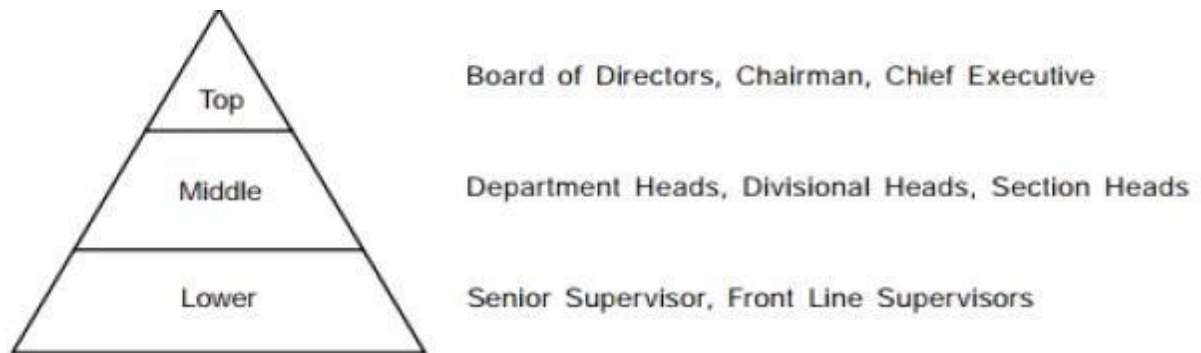 Top
Board of Directors, Chairman, Chief Executive
Middle
Department Heads, Divisional Heads, Section Heads
Lower
Senior Supervisor, Front Line Supervisors